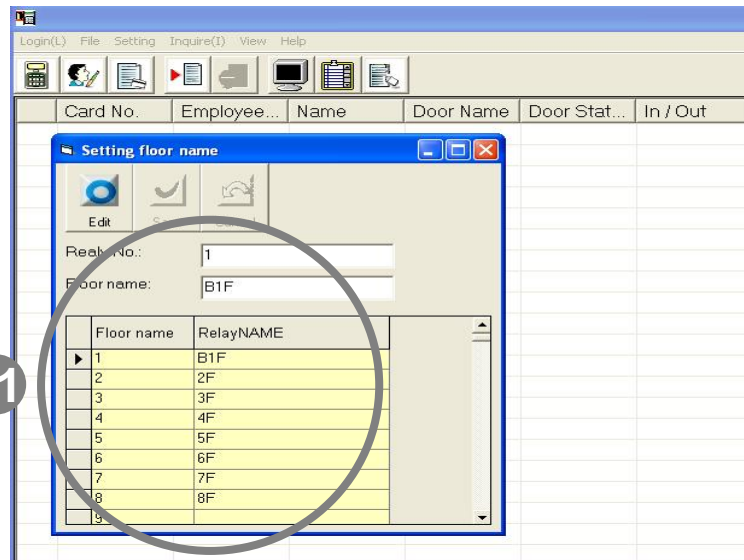 Login(L) File Setting Inquire(I) View Help
Card No. Employee... Name Door Name Door Stat... In / Out
Setting floor name
Edit
Realy No.: 1
Floor name: B1F
Floor name RelayNAME
1 B1F
2 2F
3 3F
4 4F
5 5F
6 6F
7 7F
8 8F
9
1